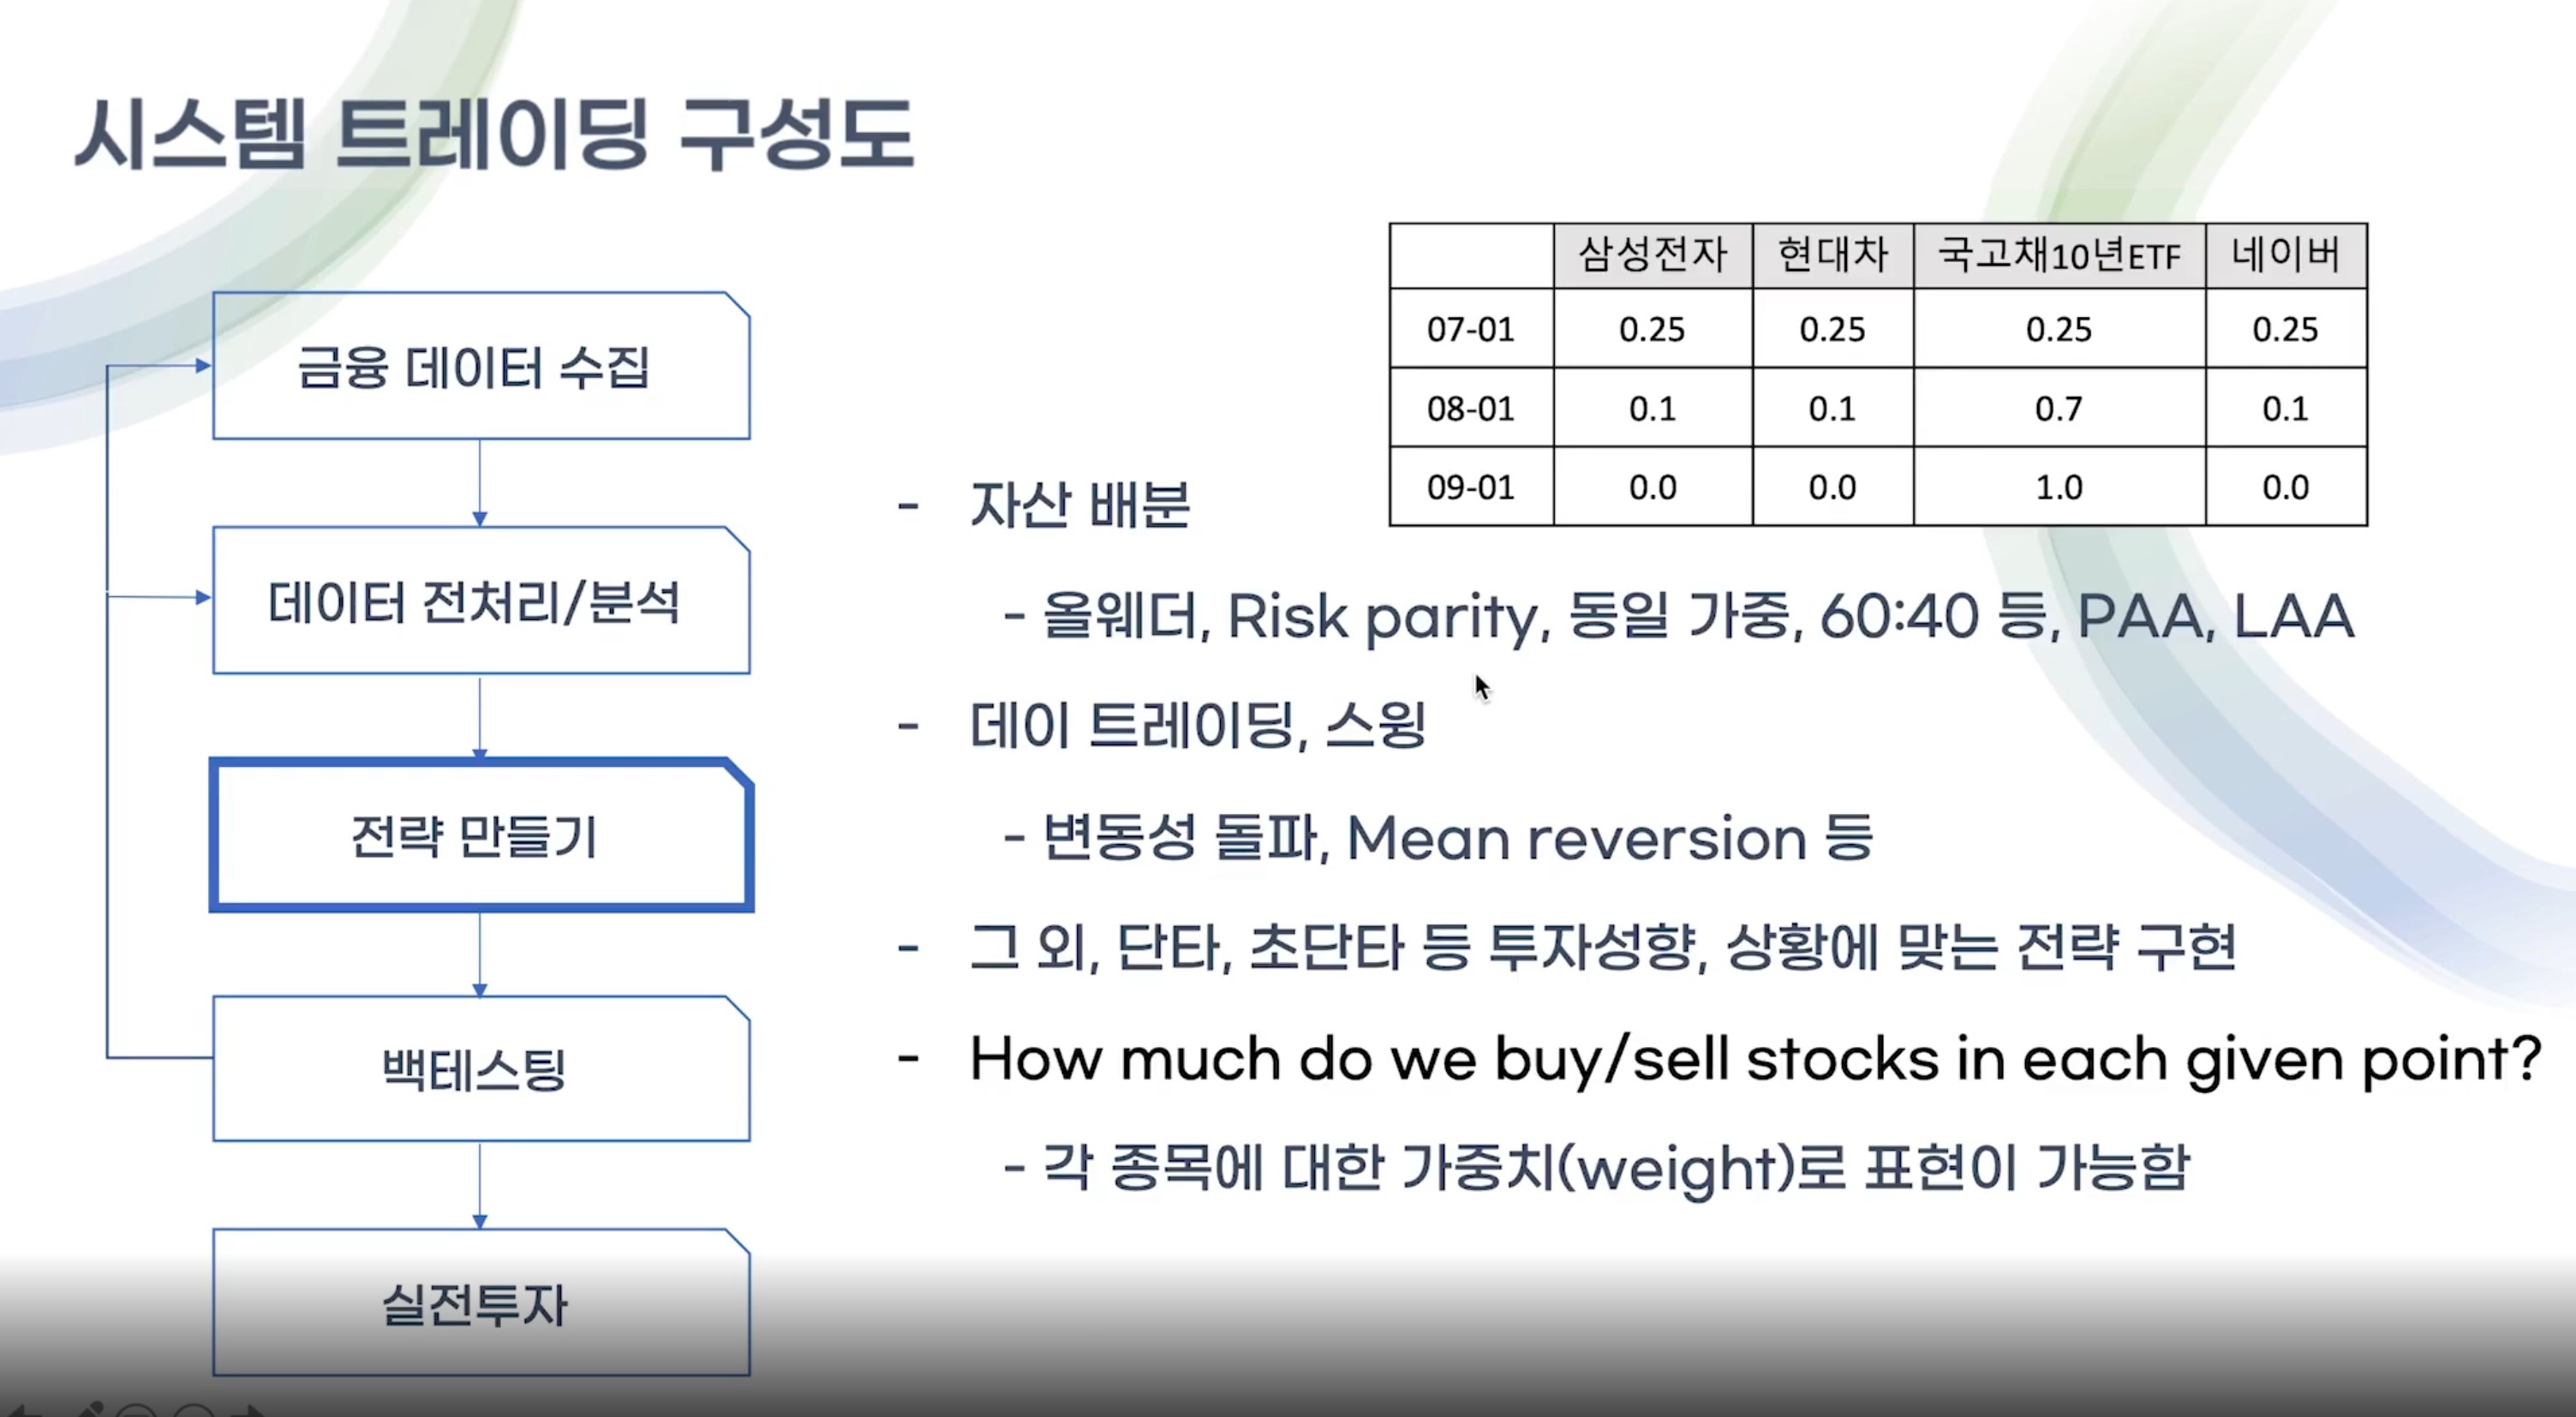 시스템 트레이딩 구성도
금융 데이터 수집
데이터 전처리/분석
전략 만들기
백테스팅
실전투자
삼성전자 현대차 국고채10년ETF 네이버
07-01 0.25 0.25 0.25 0.25
08-01 0.1 0.1 0.7 0.1
09-01 0.0 0.0 1.0 0.0
- 자산 배분
- 올웨더, Risk parity, 동일 가중, 60:40 등, PAA, LAA
- 데이 트레이딩, 스윙
- 변동성 돌파, Mean reversion 등
- 그 외, 단타, 초단타 등 투자성향, 상황에 맞는 전략 구현
- How much do we buy/sell stocks in each given point?
- 각 종목에 대한 가중치(weight)로 표현이 가능함